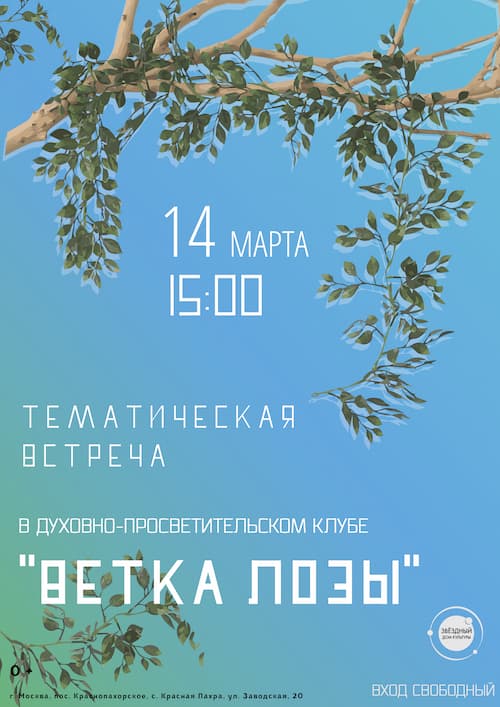 14 МАРТА
15:00
ТЕМАТИЧЕСКАЯ
ВСТРЕЧА
В ДУХОВНО-ПРОСВЕТИТЕЛЬСКОМ КЛУБЕ
"ВЕТКА ЛОЗЫ"
ЗВЁЗДНЫЙ
ДОМ КУЛЬТУРЫ
0+
ВХОД СВОБОДНЫЙ
г. Москва, пос. Краснопахорское, с. Красная Пахра, ул. Заводская, 20